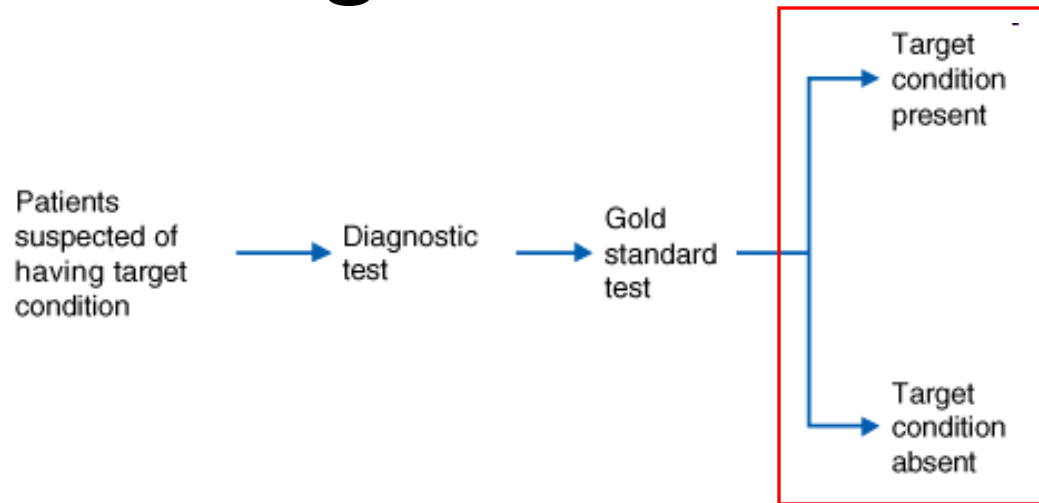 Target
condition
present
Patients
suspected of
having target
condition
Diagnostic
test
Gold
standard
test
Target
condition
absent